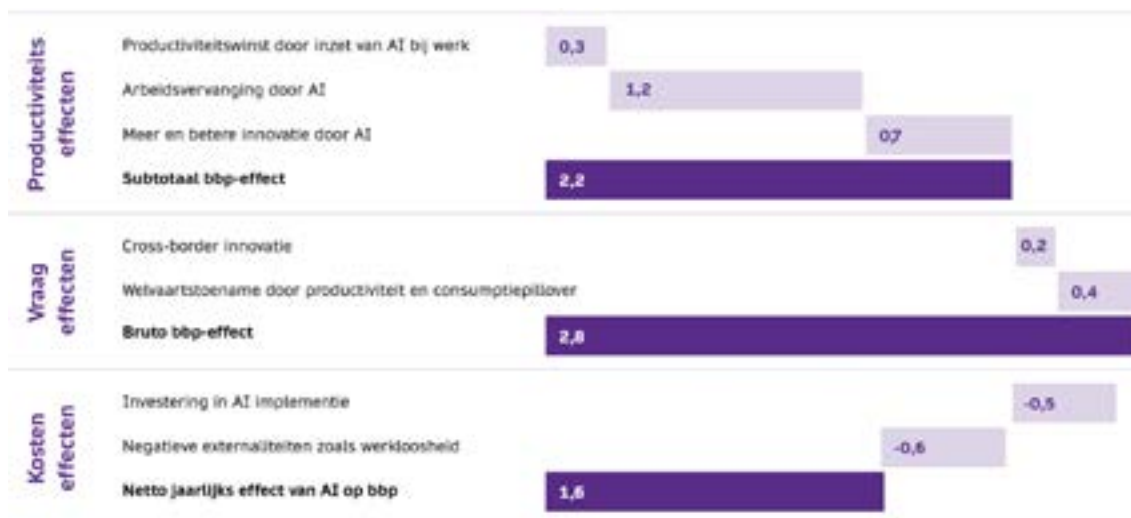 Productiviteits
effecten
Productiviteitswinst door inzet van AI bij werk
0,3
Arbeidsvervanging door AI
1,2
Meer en betere innovatie door AI
0,7
Subtotaal bbp-effect
2,2
Vraag
effecten
Cross-border innovatie
0,2
Welvaartstoename door productiviteit en consumptiepillover
0,4
Bruto bbp-effect
2,8
Kosten
effecten
Investering in AI implementie
-0,5
Negatieve externaliteiten zoals werkloosheid
-0,6
Netto jaarlijks effect van AI op bbp
1,6